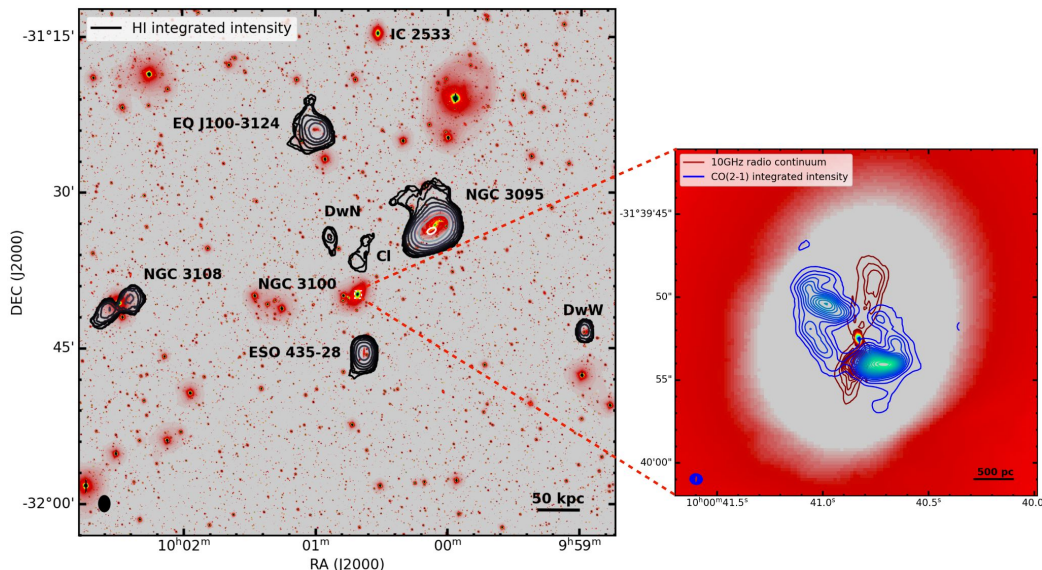 HI integrated intensity
-31°15'
30
45
-32°00'
DEC (J2000)
IC 2533
EQ J100-3124
NGC 3095
DwN
Cl
NGC 3108
NGC 3100
DwW
ESO 435-28
50 kpc
10ʰ02ᵐ
01ᵐ
00ᵐ
9ʰ59ᵐ
RA (J2000)
10GHz radio continuum
CO(2-1) integrated intensity
-31°39'45"
50"
55"
40'00"
500 pc
10ʰ00ᵐ41.5ˢ
41.0ˢ
40.5ˢ
40.0